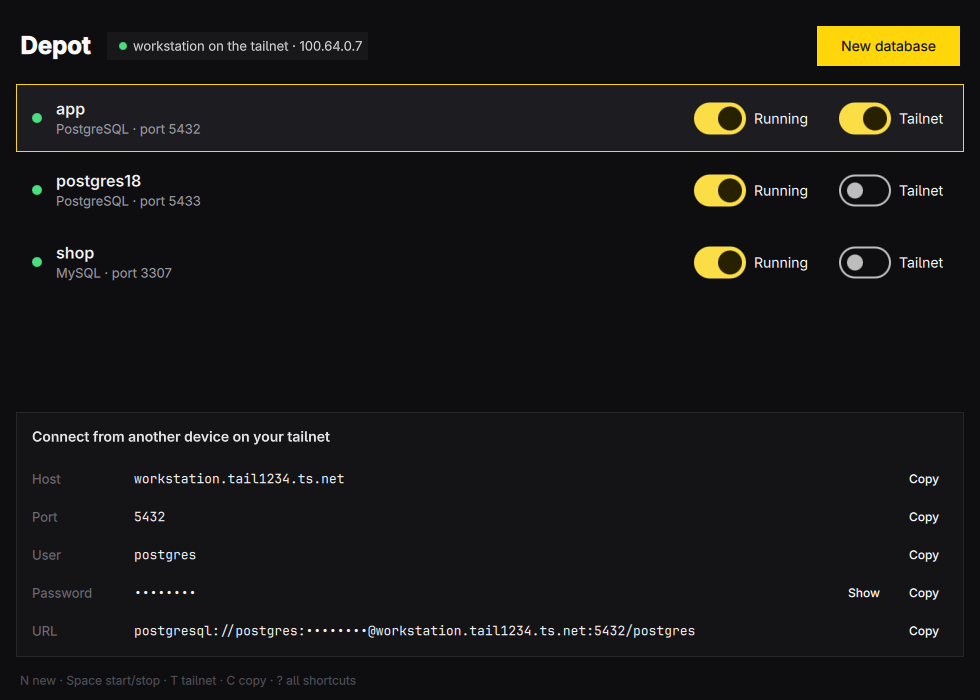 Depot
workstation on the tailnet · 100.64.0.7
New database
app
PostgreSQL · port 5432
Running
Tailnet
postgres18
PostgreSQL · port 5433
Running
Tailnet
shop
MySQL · port 3307
Running
Tailnet
Connect from another device on your tailnet
Host workstation.tail1234.ts.net Copy
Port 5432 Copy
User postgres Copy
Password •••••••• Show Copy
URL postgresql://postgres:••••••••@workstation.tail1234.ts.net:5432/postgres Copy
N new · Space start/stop · T tailnet · C copy · ? all shortcuts